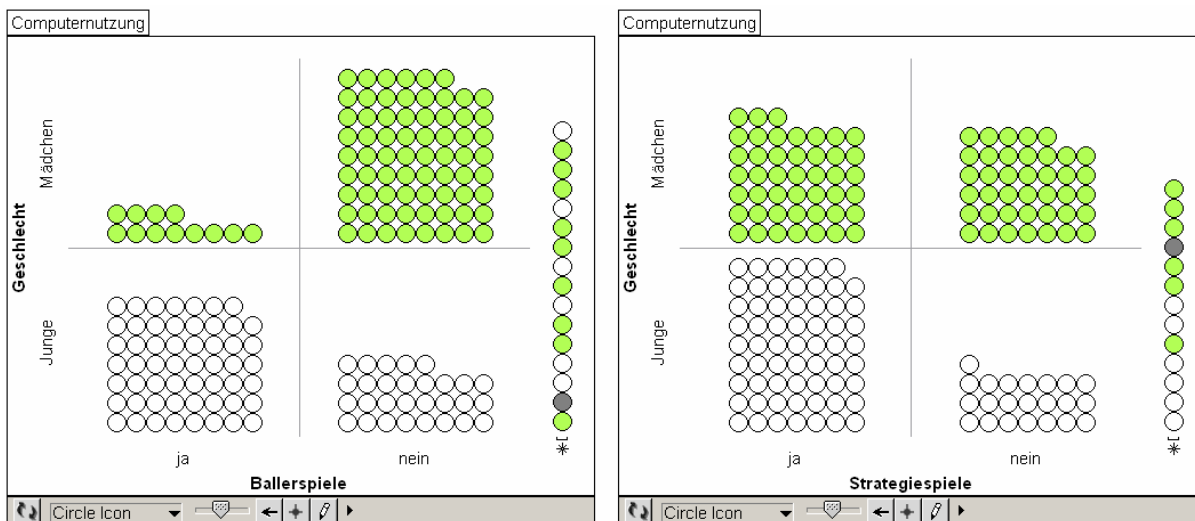 Computernutzung
Geschlecht
Mädchen
Junge
ja
nein
Ballerspiele
Circle Icon
Computernutzung
Geschlecht
Mädchen
Junge
ja
nein
Strategiespiele
Circle Icon